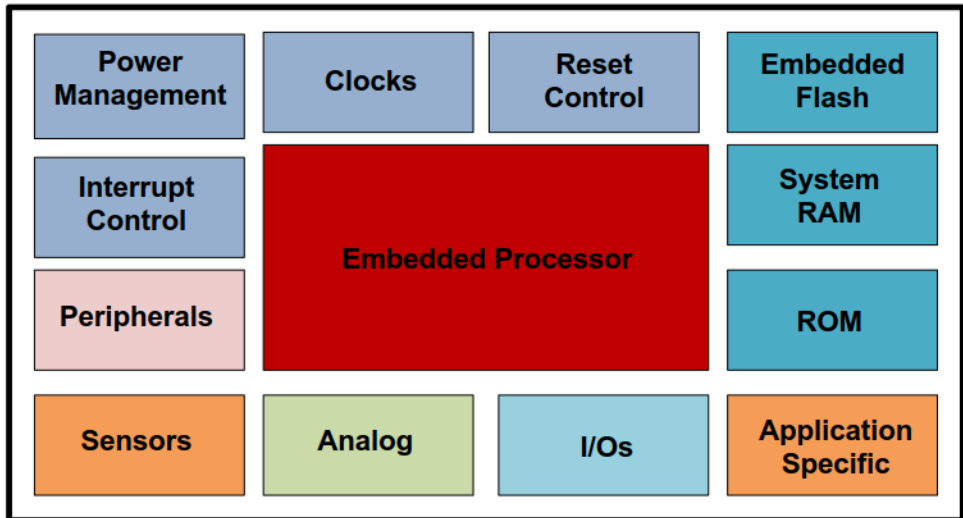 Power
Management
Clocks
Reset
Control
Embedded
Flash
Interrupt
Control
Embedded Processor
System
RAM
Peripherals
ROM
Sensors
Analog
I/Os
Application
Specific